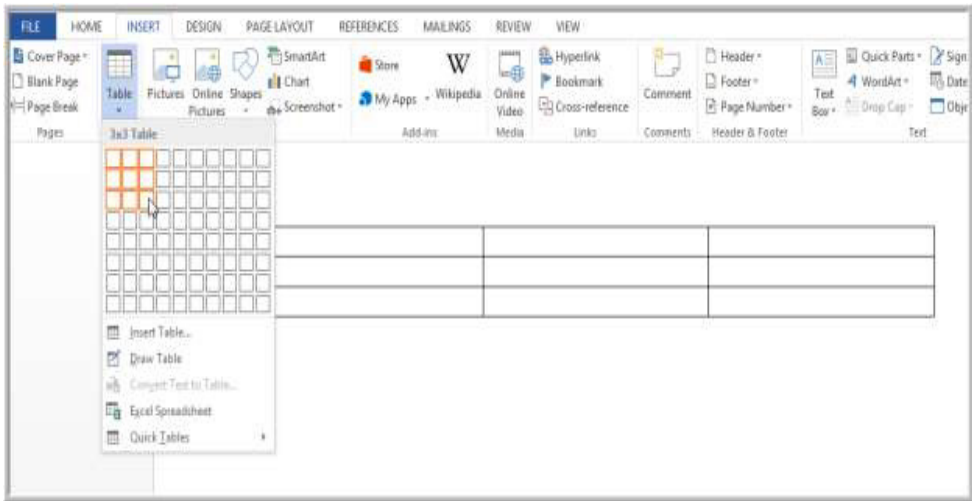 FILE HOME INSERT DESIGN PAGE LAYOUT REFERENCES MAILINGS REVIEW VIEW
Cover Page
Blank Page
Page Break
Pages
Table
Pictures
Online Pictures
Shapes
SmartArt
Chart
Screenshot
Store
My Apps
W
Wikipedia
Add-ins
Online Video
Media
Hyperlink
Bookmark
Cross-reference
Links
Comment
Comments
Header
Footer
Page Number
Header & Footer
A
Text Box
Quick Parts
WordArt
Drop Cap
Sign
Date
Obje
Text
3x3 Table
Insert Table...
Draw Table
Convert Text to Table...
Excel Spreadsheet
Quick Tables